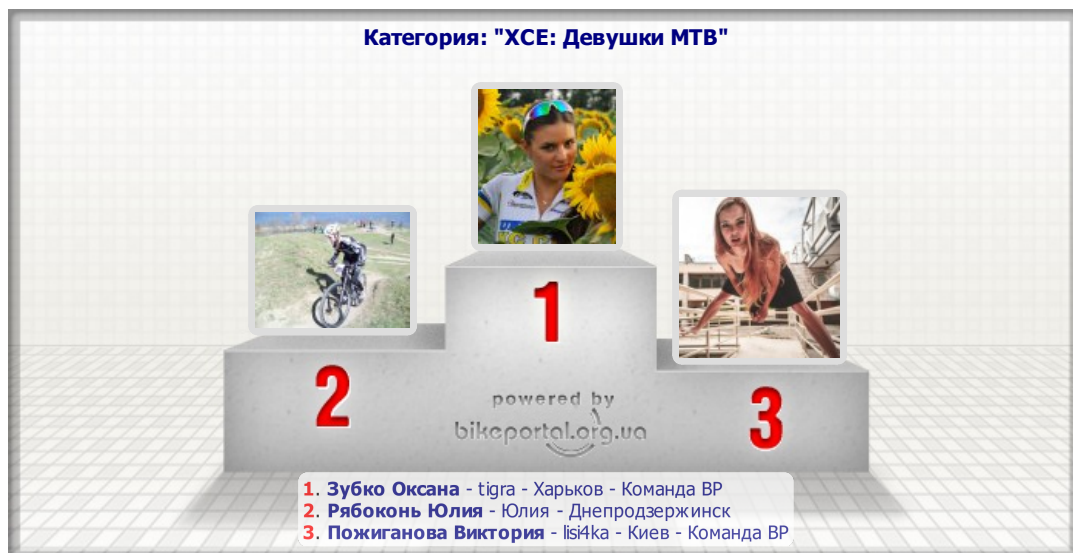 Категория: "XCE: Девушки МТВ"
1
2
3
powered by
bikeportal.org.ua
1. Зубко Оксана - tigra - Харьков - Команда ВР
2. Рябоконь Юлия - Юлия - Днепродзержинск
3. Пожиганова Виктория - lisi4ka - Киев - Команда ВР